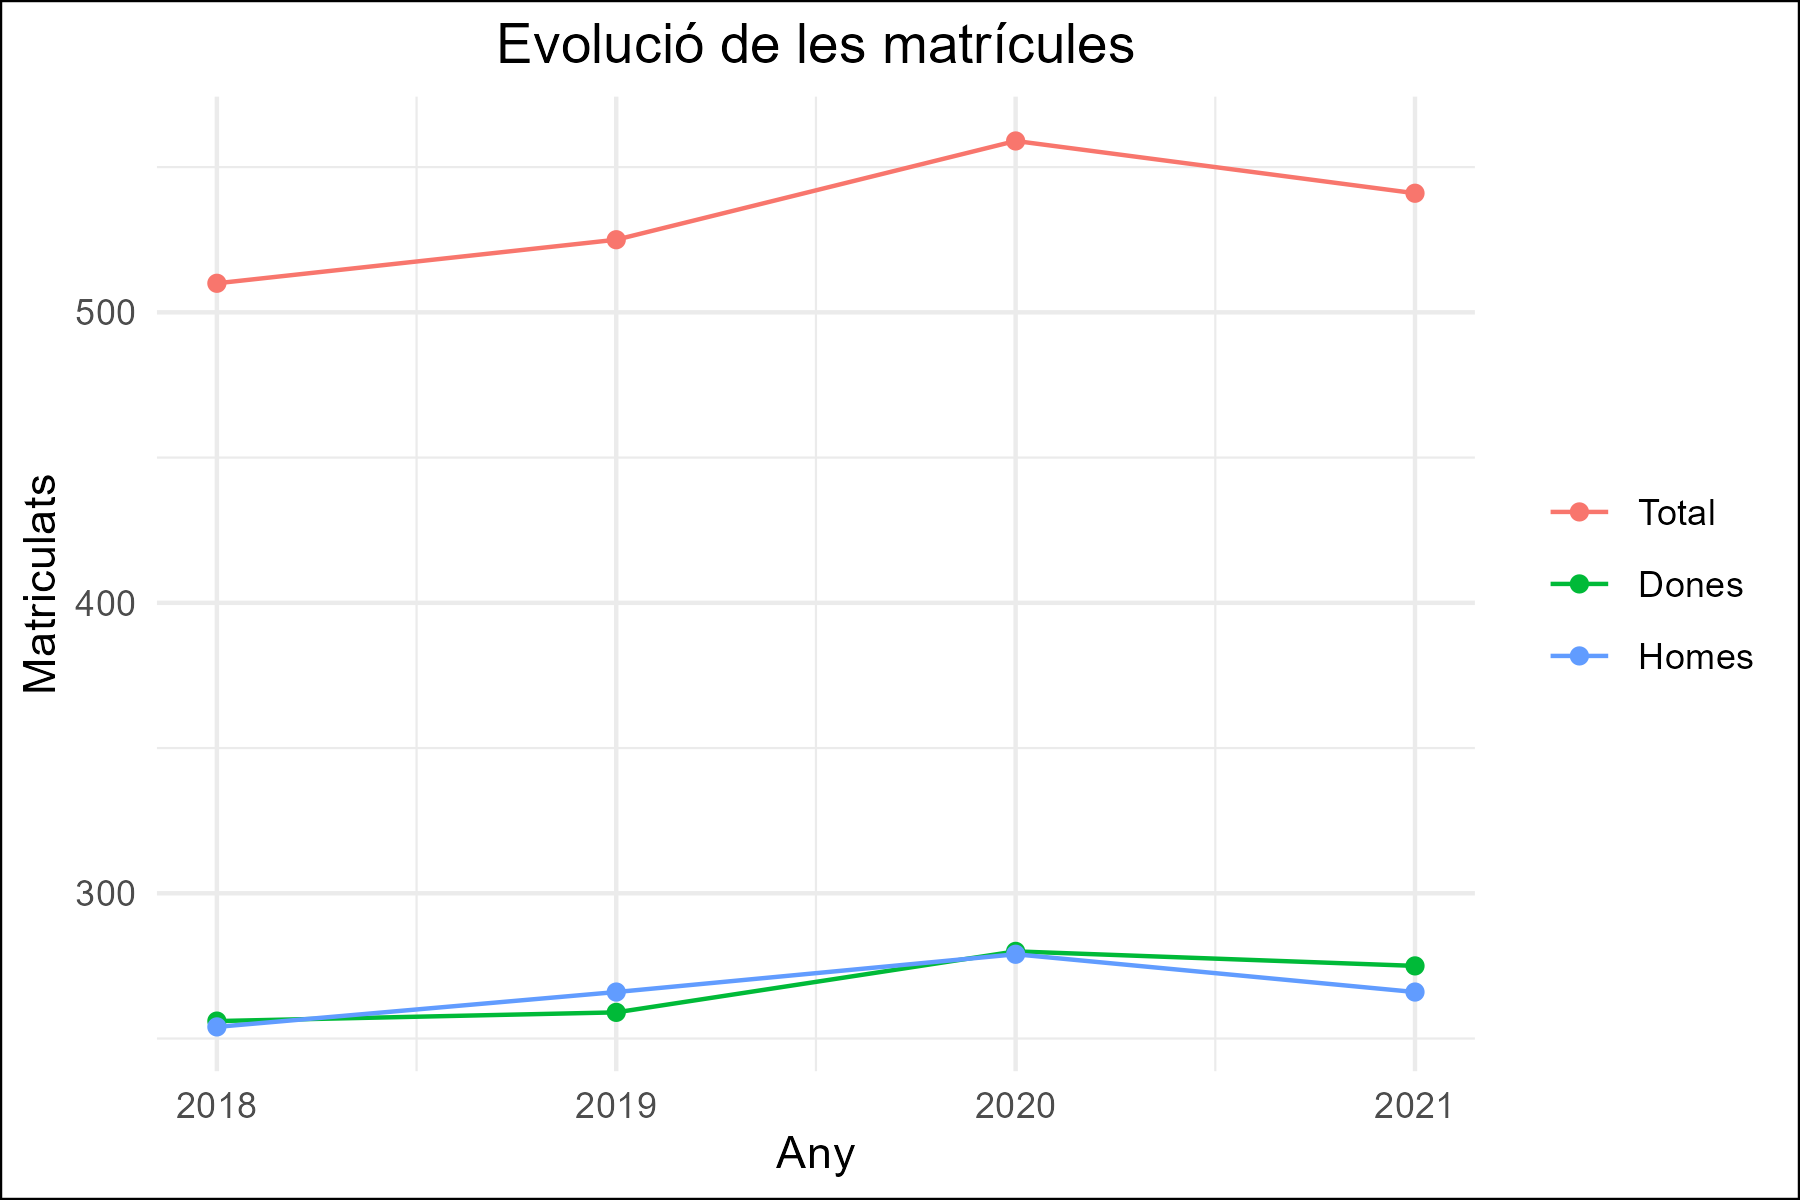 Evolució de les matrícules
Matriculats
500
400
300
2018
2019
2020
2021
Any
Total
Dones
Homes